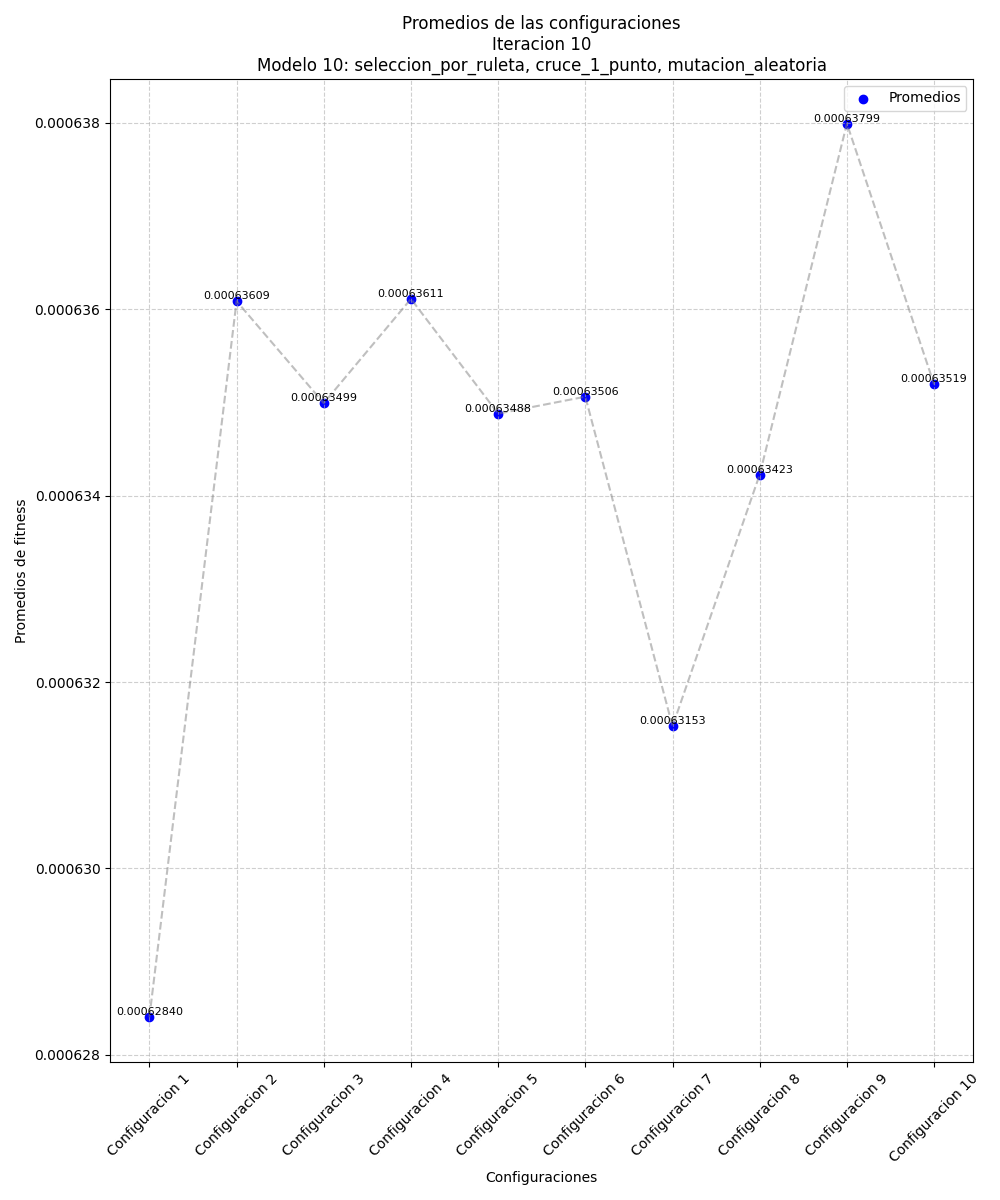 Promedios de las configuraciones
Iteracion 10
Modelo 10: seleccion_por_ruleta, cruce_1_punto, mutacion_aleatoria
Promedios
0.000638
0.000636
0.000634
0.000632
0.000630
0.000628
Promedios de fitness
0.00062840
0.00063609
0.00063499
0.00063611
0.00063488
0.00063506
0.00063153
0.00063423
0.00063799
0.00063519
Configuracion 1
Configuracion 2
Configuracion 3
Configuracion 4
Configuracion 5
Configuracion 6
Configuracion 7
Configuracion 8
Configuracion 9
Configuracion 10
Configuraciones